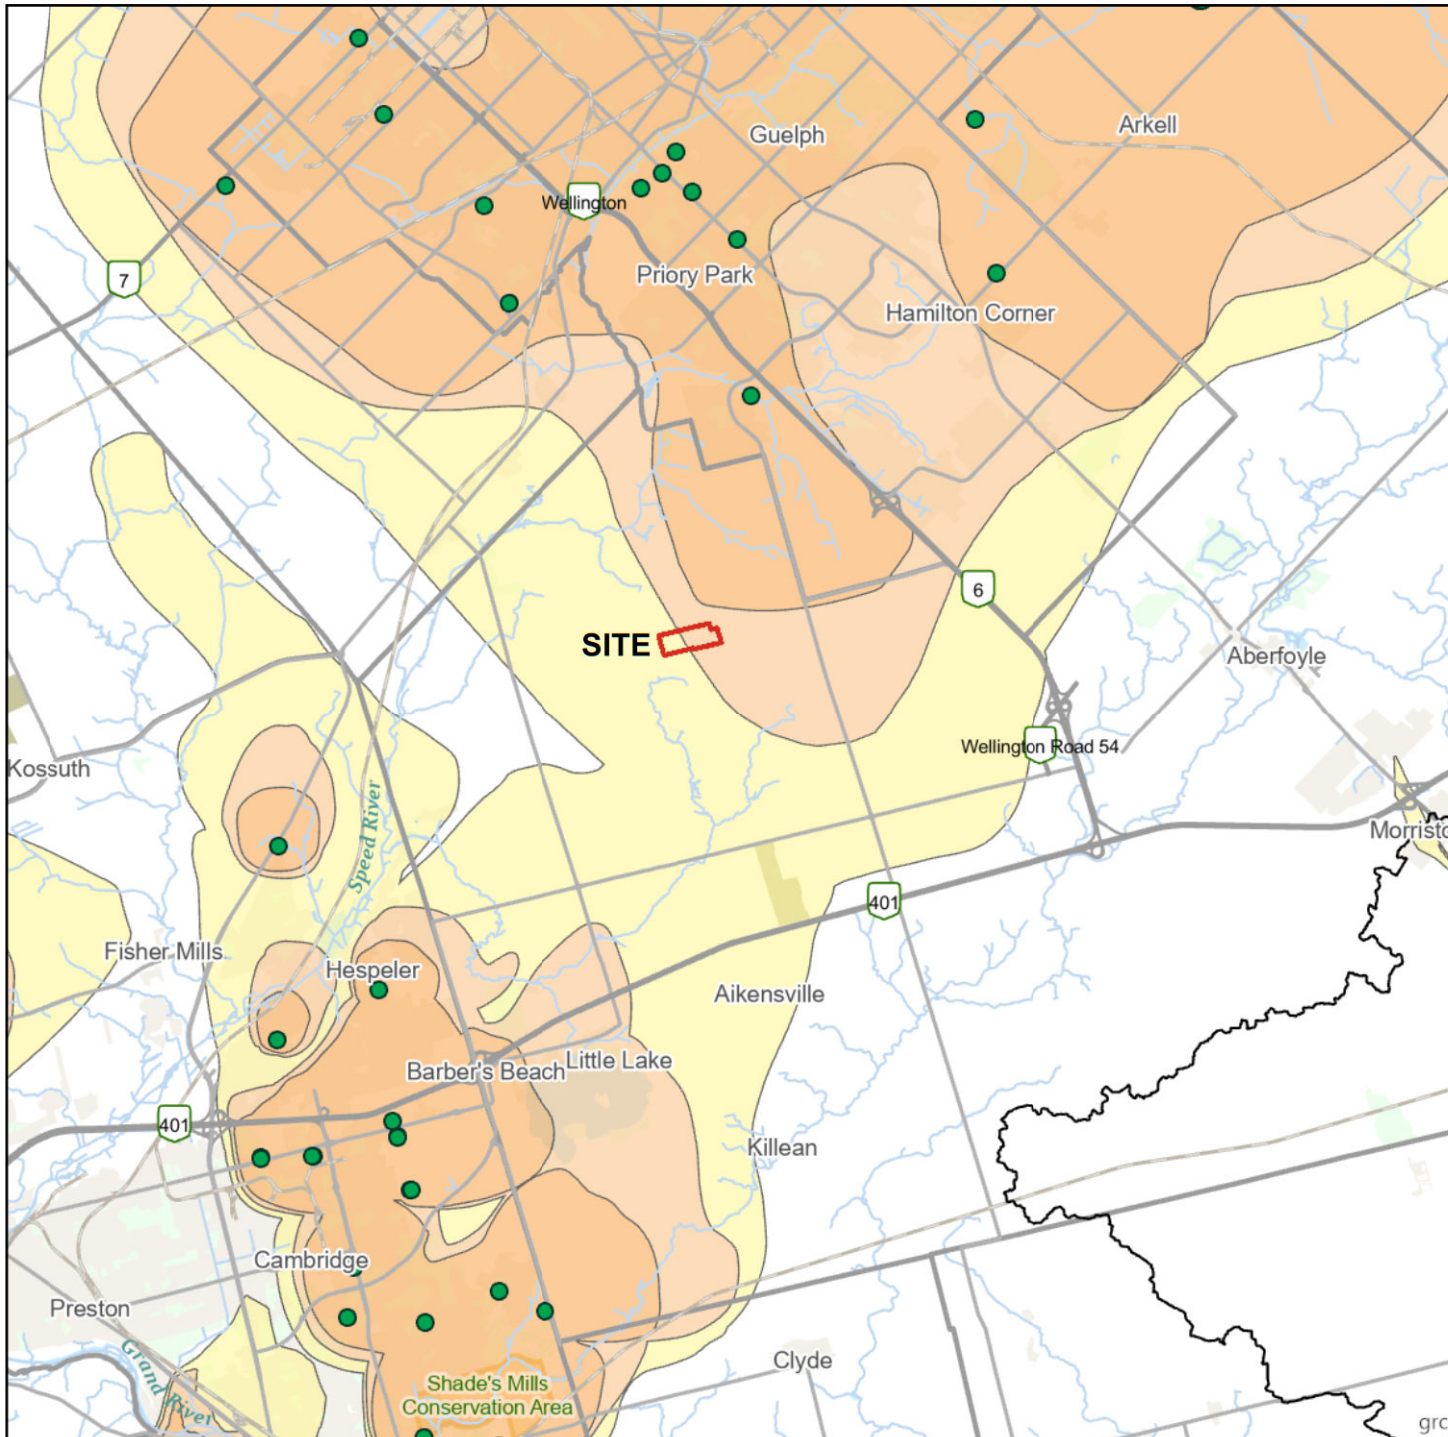 Guelph
Arkell
Wellington
7
Priory Park
Hamilton Corner
6
SITE
Aberfoyle
Wellington Road 54
Kossuth
Speed River
Morristo
401
Fisher Mills
Hespeler
Aikensville
Barber's Beach
Little Lake
401
Killean
Cambridge
Preston
Grand River
Clyde
Shade's Mills
Conservation Area
grc